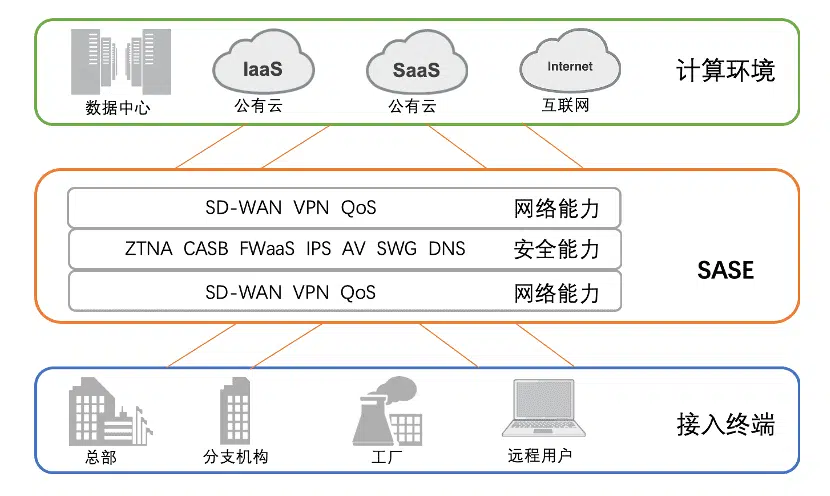 IaaS
SaaS
Internet
计算环境
数据中心
公有云
公有云
互联网
SD-WAN VPN QoS 网络能力
ZTNA CASB FWaaS IPS AV SWG DNS 安全能力
SASE
SD-WAN VPN QoS 网络能力
接入终端
总部
分支机构
工厂
远程用户